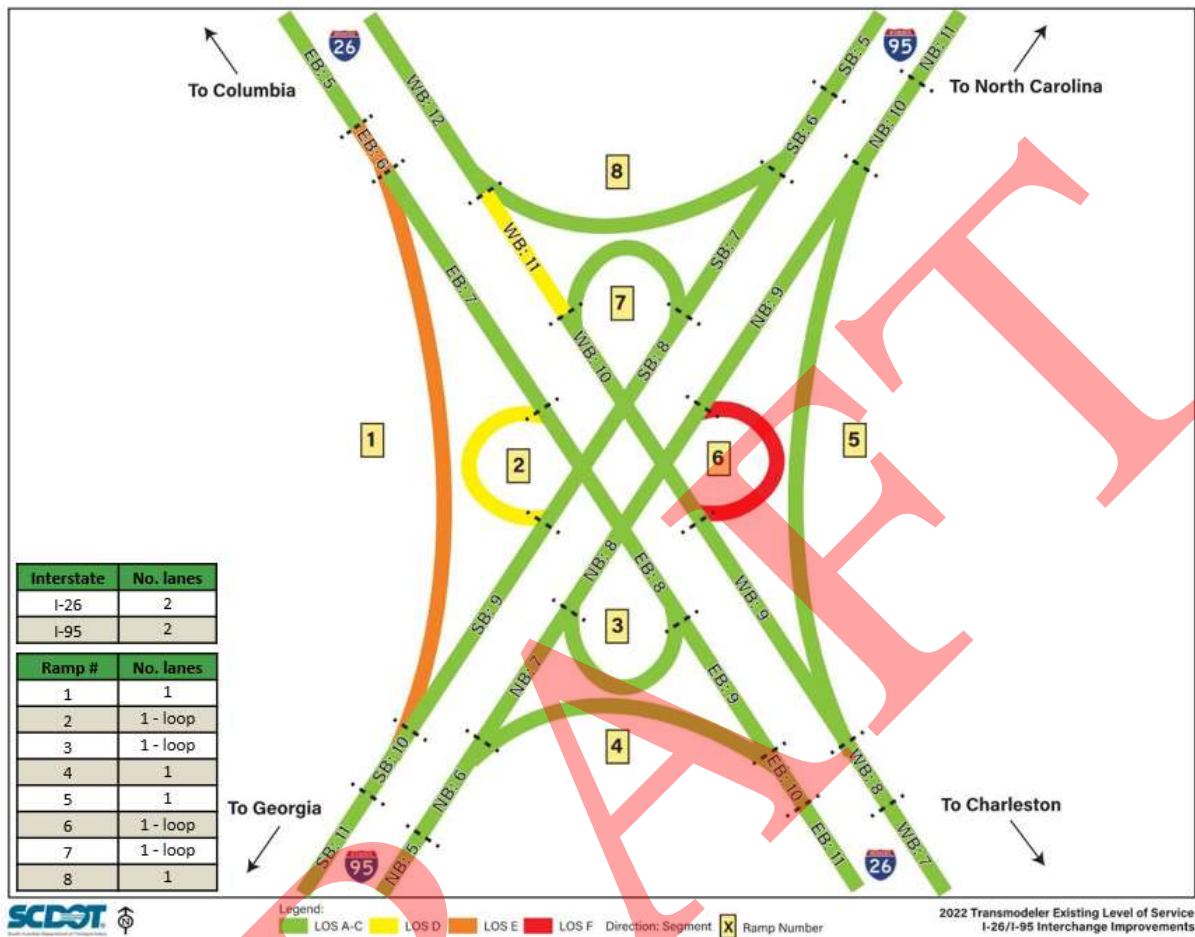 26
95
To Columbia
To North Carolina
EB: 5
WB: 12
SB: 5
NB: 11
EB: 6
SB: 6
NB: 10
8
WB: 11
SB: 7
EB: 7
7
NB: 9
WB: 10
SB: 8
1
2
6
5
NB: 8
EB: 8
SB: 9
WB: 9
3
NB: 7
EB: 9
4
SB: 10
NB: 6
EB: 10
WB: 8
To Georgia
To Charleston
SB: 11
NB: 5
EB: 11
WB: 7
95
26
Interstate No. lanes
I-26 2
I-95 2
Ramp # No. lanes
1 1
2 1 - loop
3 1 - loop
4 1
5 1
6 1 - loop
7 1 - loop
8 1
DRAFT
SCDOT
N
Legend:
LOS A-C LOS D LOS E LOS F Direction: Segment X Ramp Number
2022 Transmodeler Existing Level of Service
I-26/I-95 Interchange Improvements